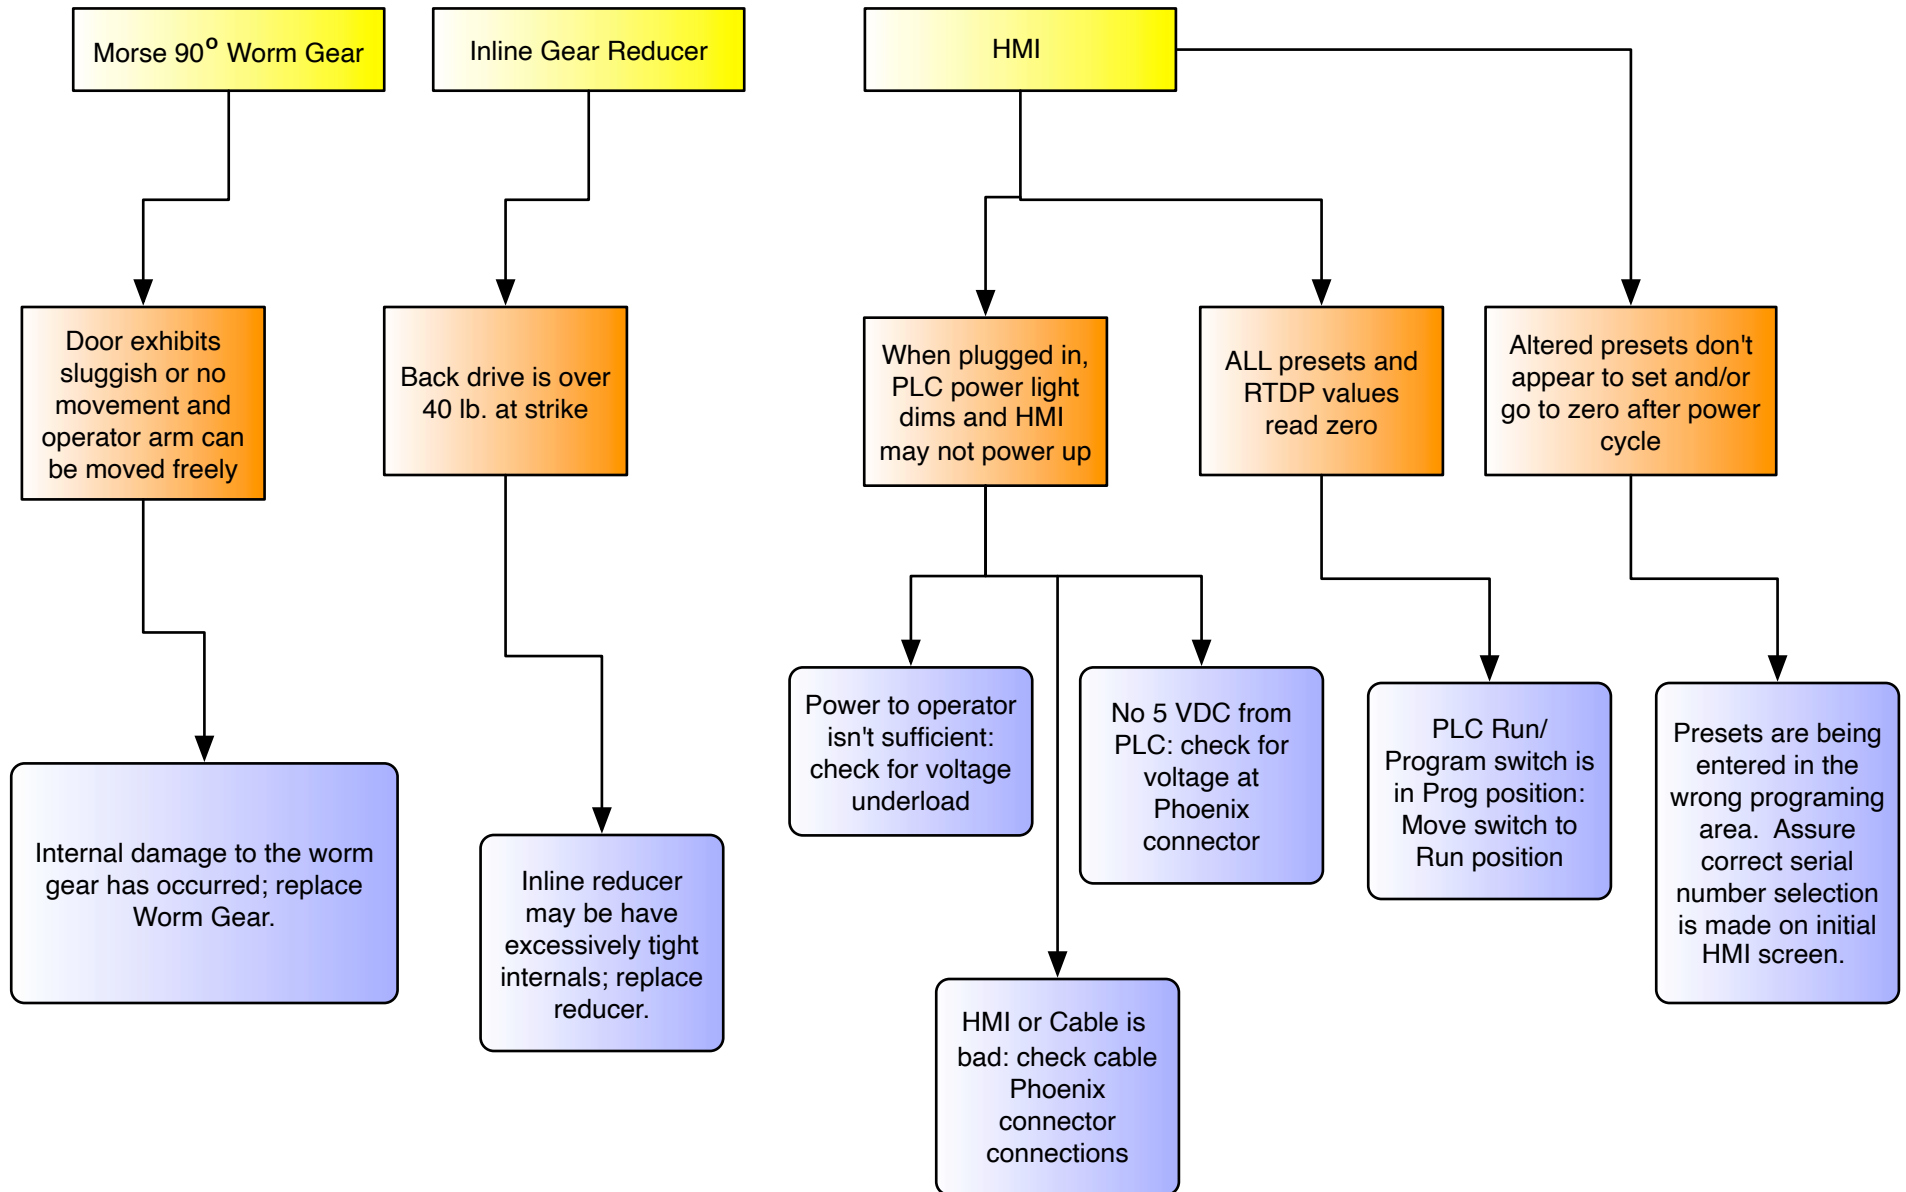 Morse 90° Worm Gear
Inline Gear Reducer
HMI
Door exhibits
sluggish or no
movement and
operator arm can
be moved freely
Back drive is over
40 lb. at strike
When plugged in,
PLC power light
dims and HMI
may not power up
ALL presets and
RTDP values
read zero
Altered presets don't
appear to set and/or
go to zero after power
cycle
Internal damage to the worm
gear has occurred; replace
Worm Gear.
Inline reducer
may be have
excessively tight
internals; replace
reducer.
Power to operator
isn't sufficient:
check for voltage
underload
HMI or Cable is
bad: check cable
Phoenix
connector
connections
No 5 VDC from
PLC: check for
voltage at
Phoenix
connector
PLC Run/
Program switch is
in Prog position:
Move switch to
Run position
Presets are being
entered in the
wrong programing
area.  Assure
correct serial
number selection
is made on initial
HMI screen.